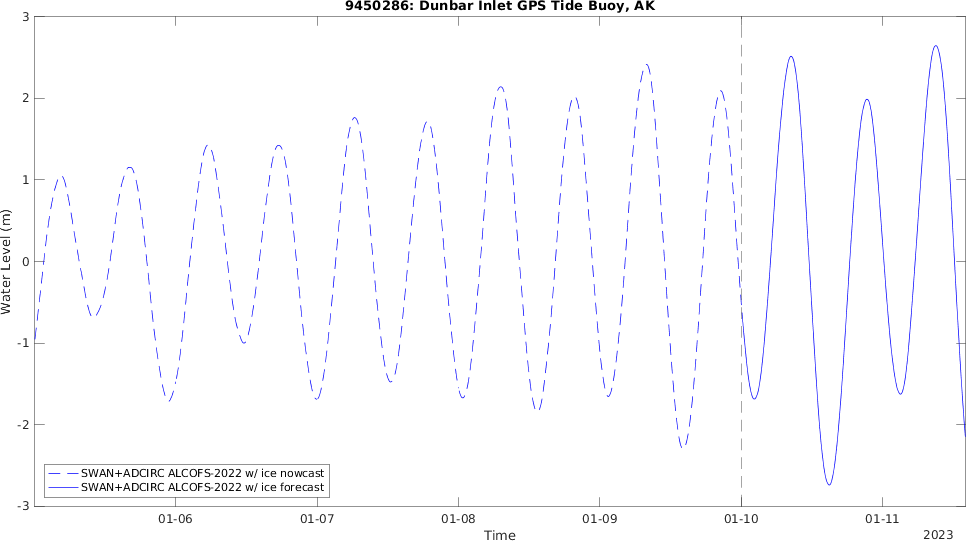 9450286: Dunbar Inlet GPS Tide Buoy, AK
3
2
1
0
-1
-2
-3
Water Level (m)
SWAN+ADCIRC ALCOFS-2022 w/ ice nowcast
SWAN+ADCIRC ALCOFS-2022 w/ ice forecast
01-06 01-07 01-08 01-09 01-10 01-11
Time
2023